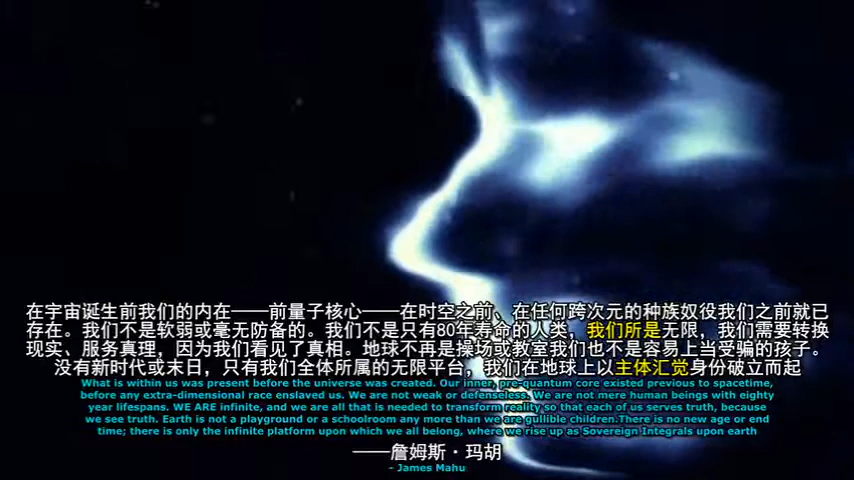 在宇宙诞生前我们的内在——前量子核心——在时空之前、在任何跨次元的种族奴役我们之前就已
存在。我们不是软弱或毫无防备的。我们不是只有80年寿命的人类，我们所是无限，我们需要转换
现实、服务真理，因为我们看见了真相。地球不再是操场或教室我们也不是容易上当受骗的孩子。
没有新时代或末日，只有我们全体所属的无限平台，我们在地球上以主体汇觉身份破立而起
What is within us was present before the universe was created. Our inner, pre-quantum core existed previous to spacetime,
before any extra-dimensional race enslaved us. We are not weak or defenseless. We are not mere human beings with eighty
year lifespans. WE ARE infinite, and we are all that is needed to transform reality so that each of us serves truth, because
we see truth. Earth is not a playground or a schoolroom any more than we are gullible children.There is no new age or end
time; there is only the infinite platform upon which we all belong, where we rise up as Sovereign Integrals upon earth
——詹姆斯·玛胡
- James Mahu